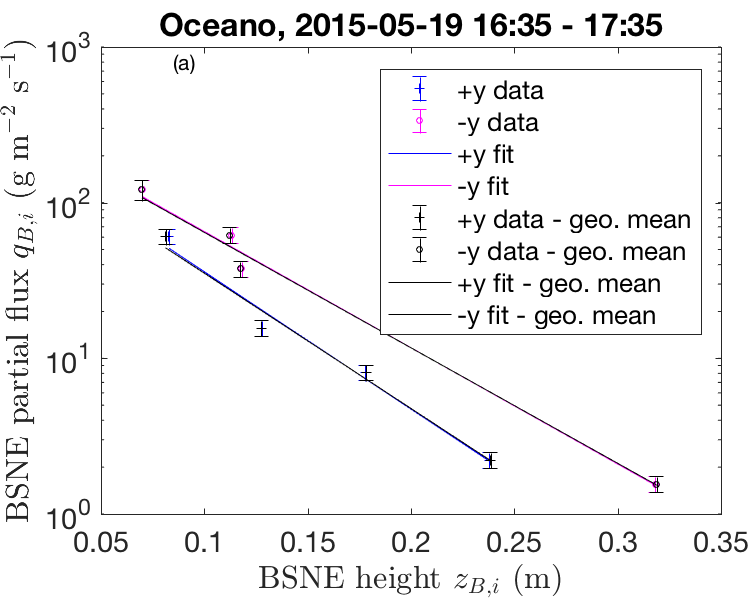 Oceano, 2015-05-19 16:35 - 17:35
(a)
10^3
10^2
10^1
10^0
BSNE partial flux q_{B,i} (g m^{−2} s^{−1})
+y data
-y data
+y fit
-y fit
+y data - geo. mean
-y data - geo. mean
+y fit - geo. mean
-y fit - geo. mean
0.05 0.1 0.15 0.2 0.25 0.3 0.35
BSNE height z_{B,i} (m)